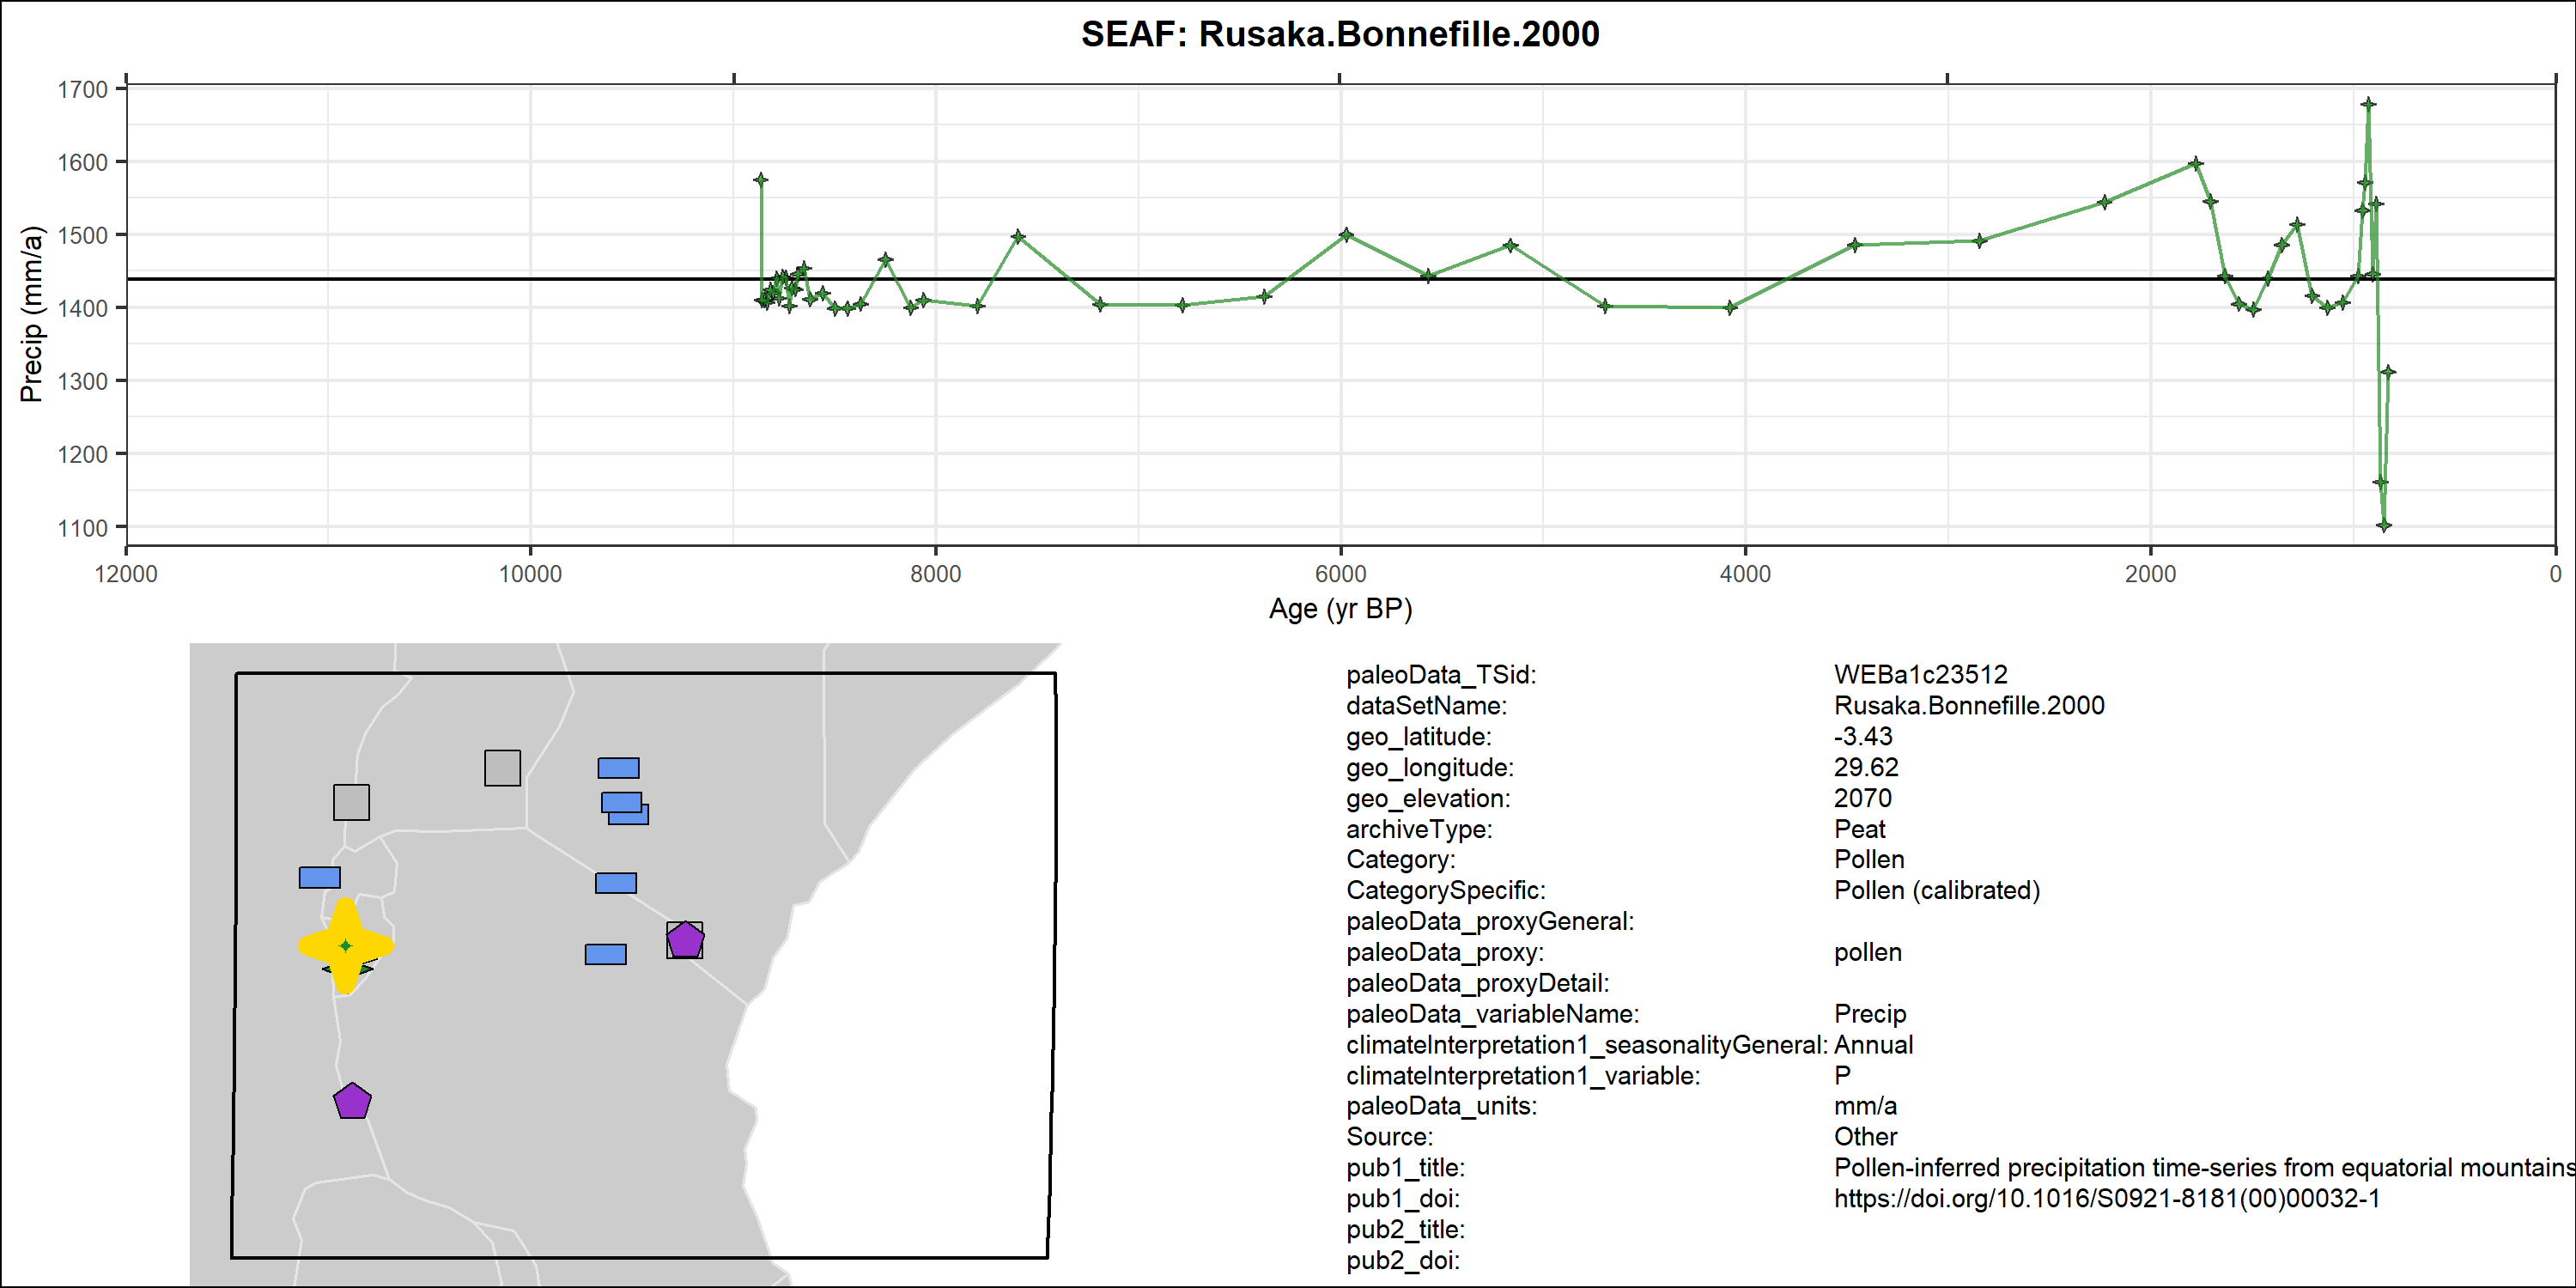 SEAF: Rusaka.Bonnefille.2000
1700
1600
1500
1400
1300
1200
1100
Precip (mm/a)
12000 10000 8000 6000 4000 2000 0
Age (yr BP)
paleoData_TSid: WEBa1c23512
dataSetName: Rusaka.Bonnefille.2000
geo_latitude: -3.43
geo_longitude: 29.62
geo_elevation: 2070
archiveType: Peat
Category: Pollen
CategorySpecific: Pollen (calibrated)
paleoData_proxyGeneral:
paleoData_proxy: pollen
paleoData_proxyDetail:
paleoData_variableName: Precip
climateInterpretation1_seasonalityGeneral: Annual
climateInterpretation1_variable: P
paleoData_units: mm/a
Source: Other
pub1_title: Pollen-inferred precipitation time-series from equatorial mountains
pub1_doi: https://doi.org/10.1016/S0921-8181(00)00032-1
pub2_title:
pub2_doi: